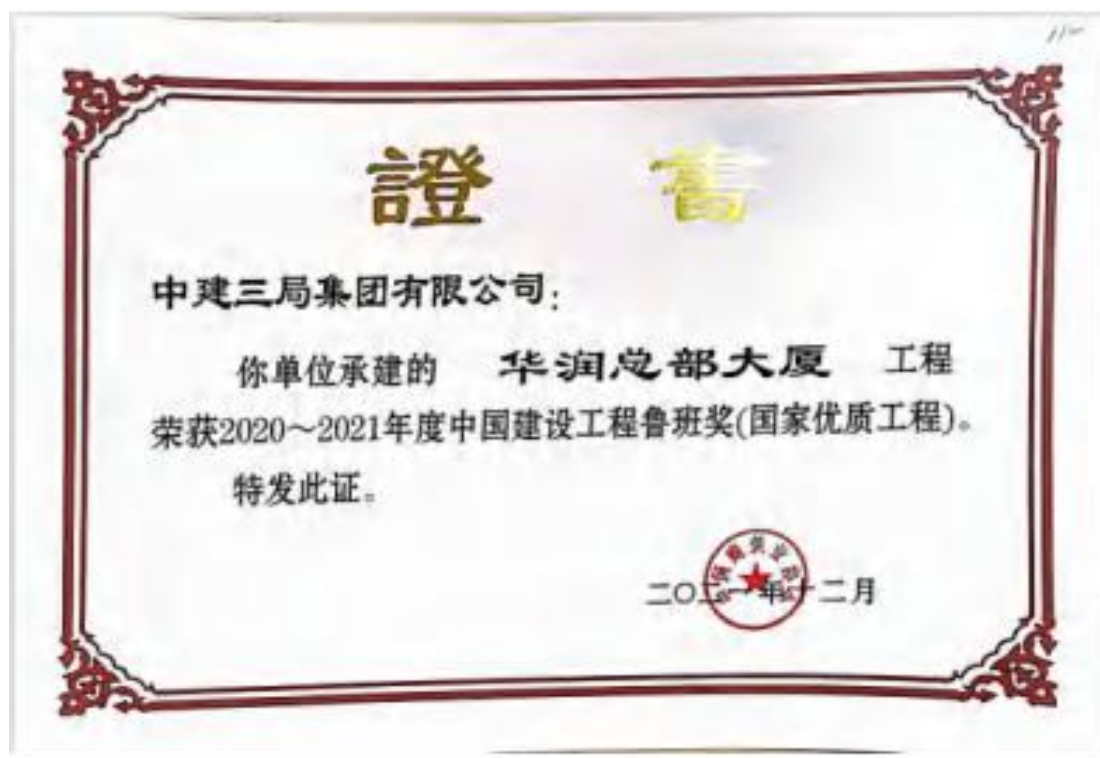 證 書
中建三局集团有限公司:
你单位承建的 华润总部大厦 工程
荣获2020~2021年度中国建设工程鲁班奖(国家优质工程)。
特发此证。
二〇二一年十二月